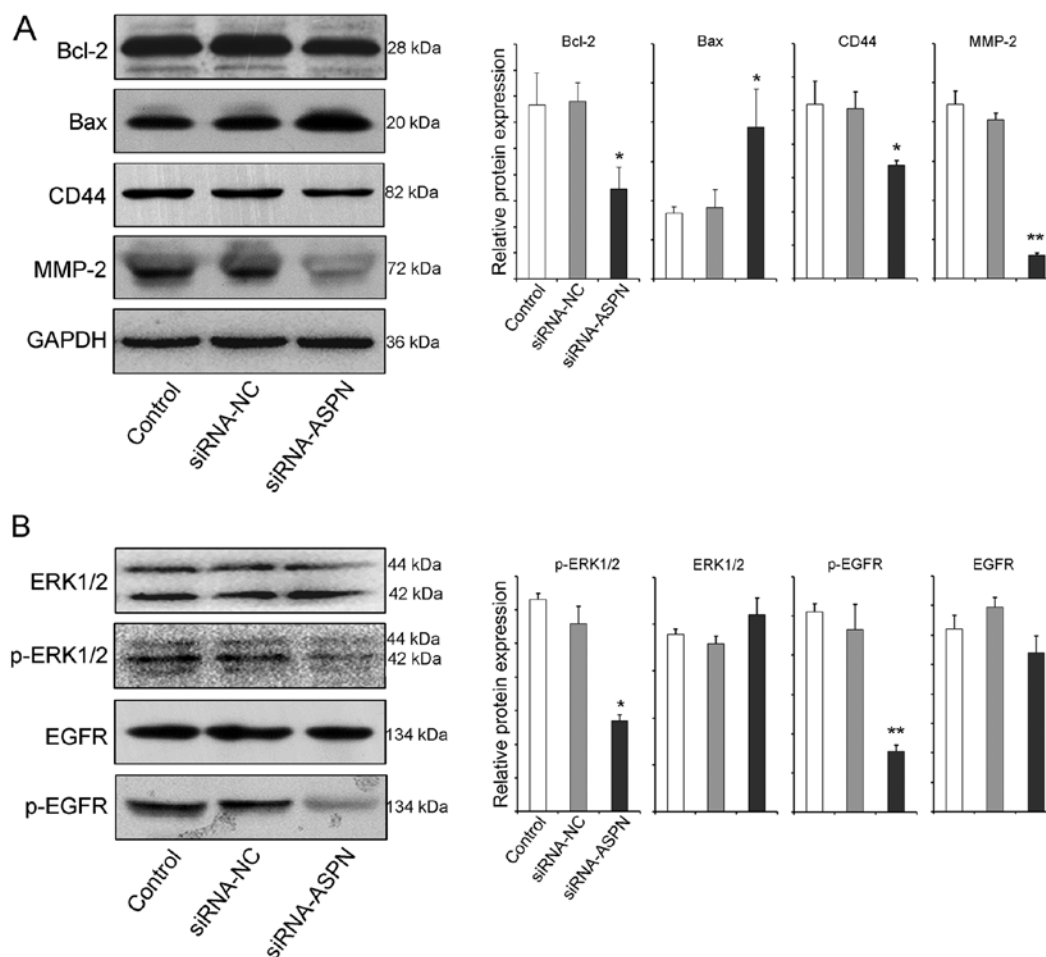 A
Bcl-2
28 kDa
Bax
20 kDa
CD44
82 kDa
MMP-2
72 kDa
GAPDH
36 kDa
Control
siRNA-NC
siRNA-ASPN
Relative protein expression
Bcl-2
Bax
CD44
MMP-2
*
*
*
**
Control
siRNA-NC
siRNA-ASPN
B
ERK1/2
44 kDa
42 kDa
p-ERK1/2
44 kDa
42 kDa
EGFR
134 kDa
p-EGFR
134 kDa
Control
siRNA-NC
siRNA-ASPN
Relative protein expression
p-ERK1/2
ERK1/2
p-EGFR
EGFR
*
**
Control
siRNA-NC
siRNA-ASPN